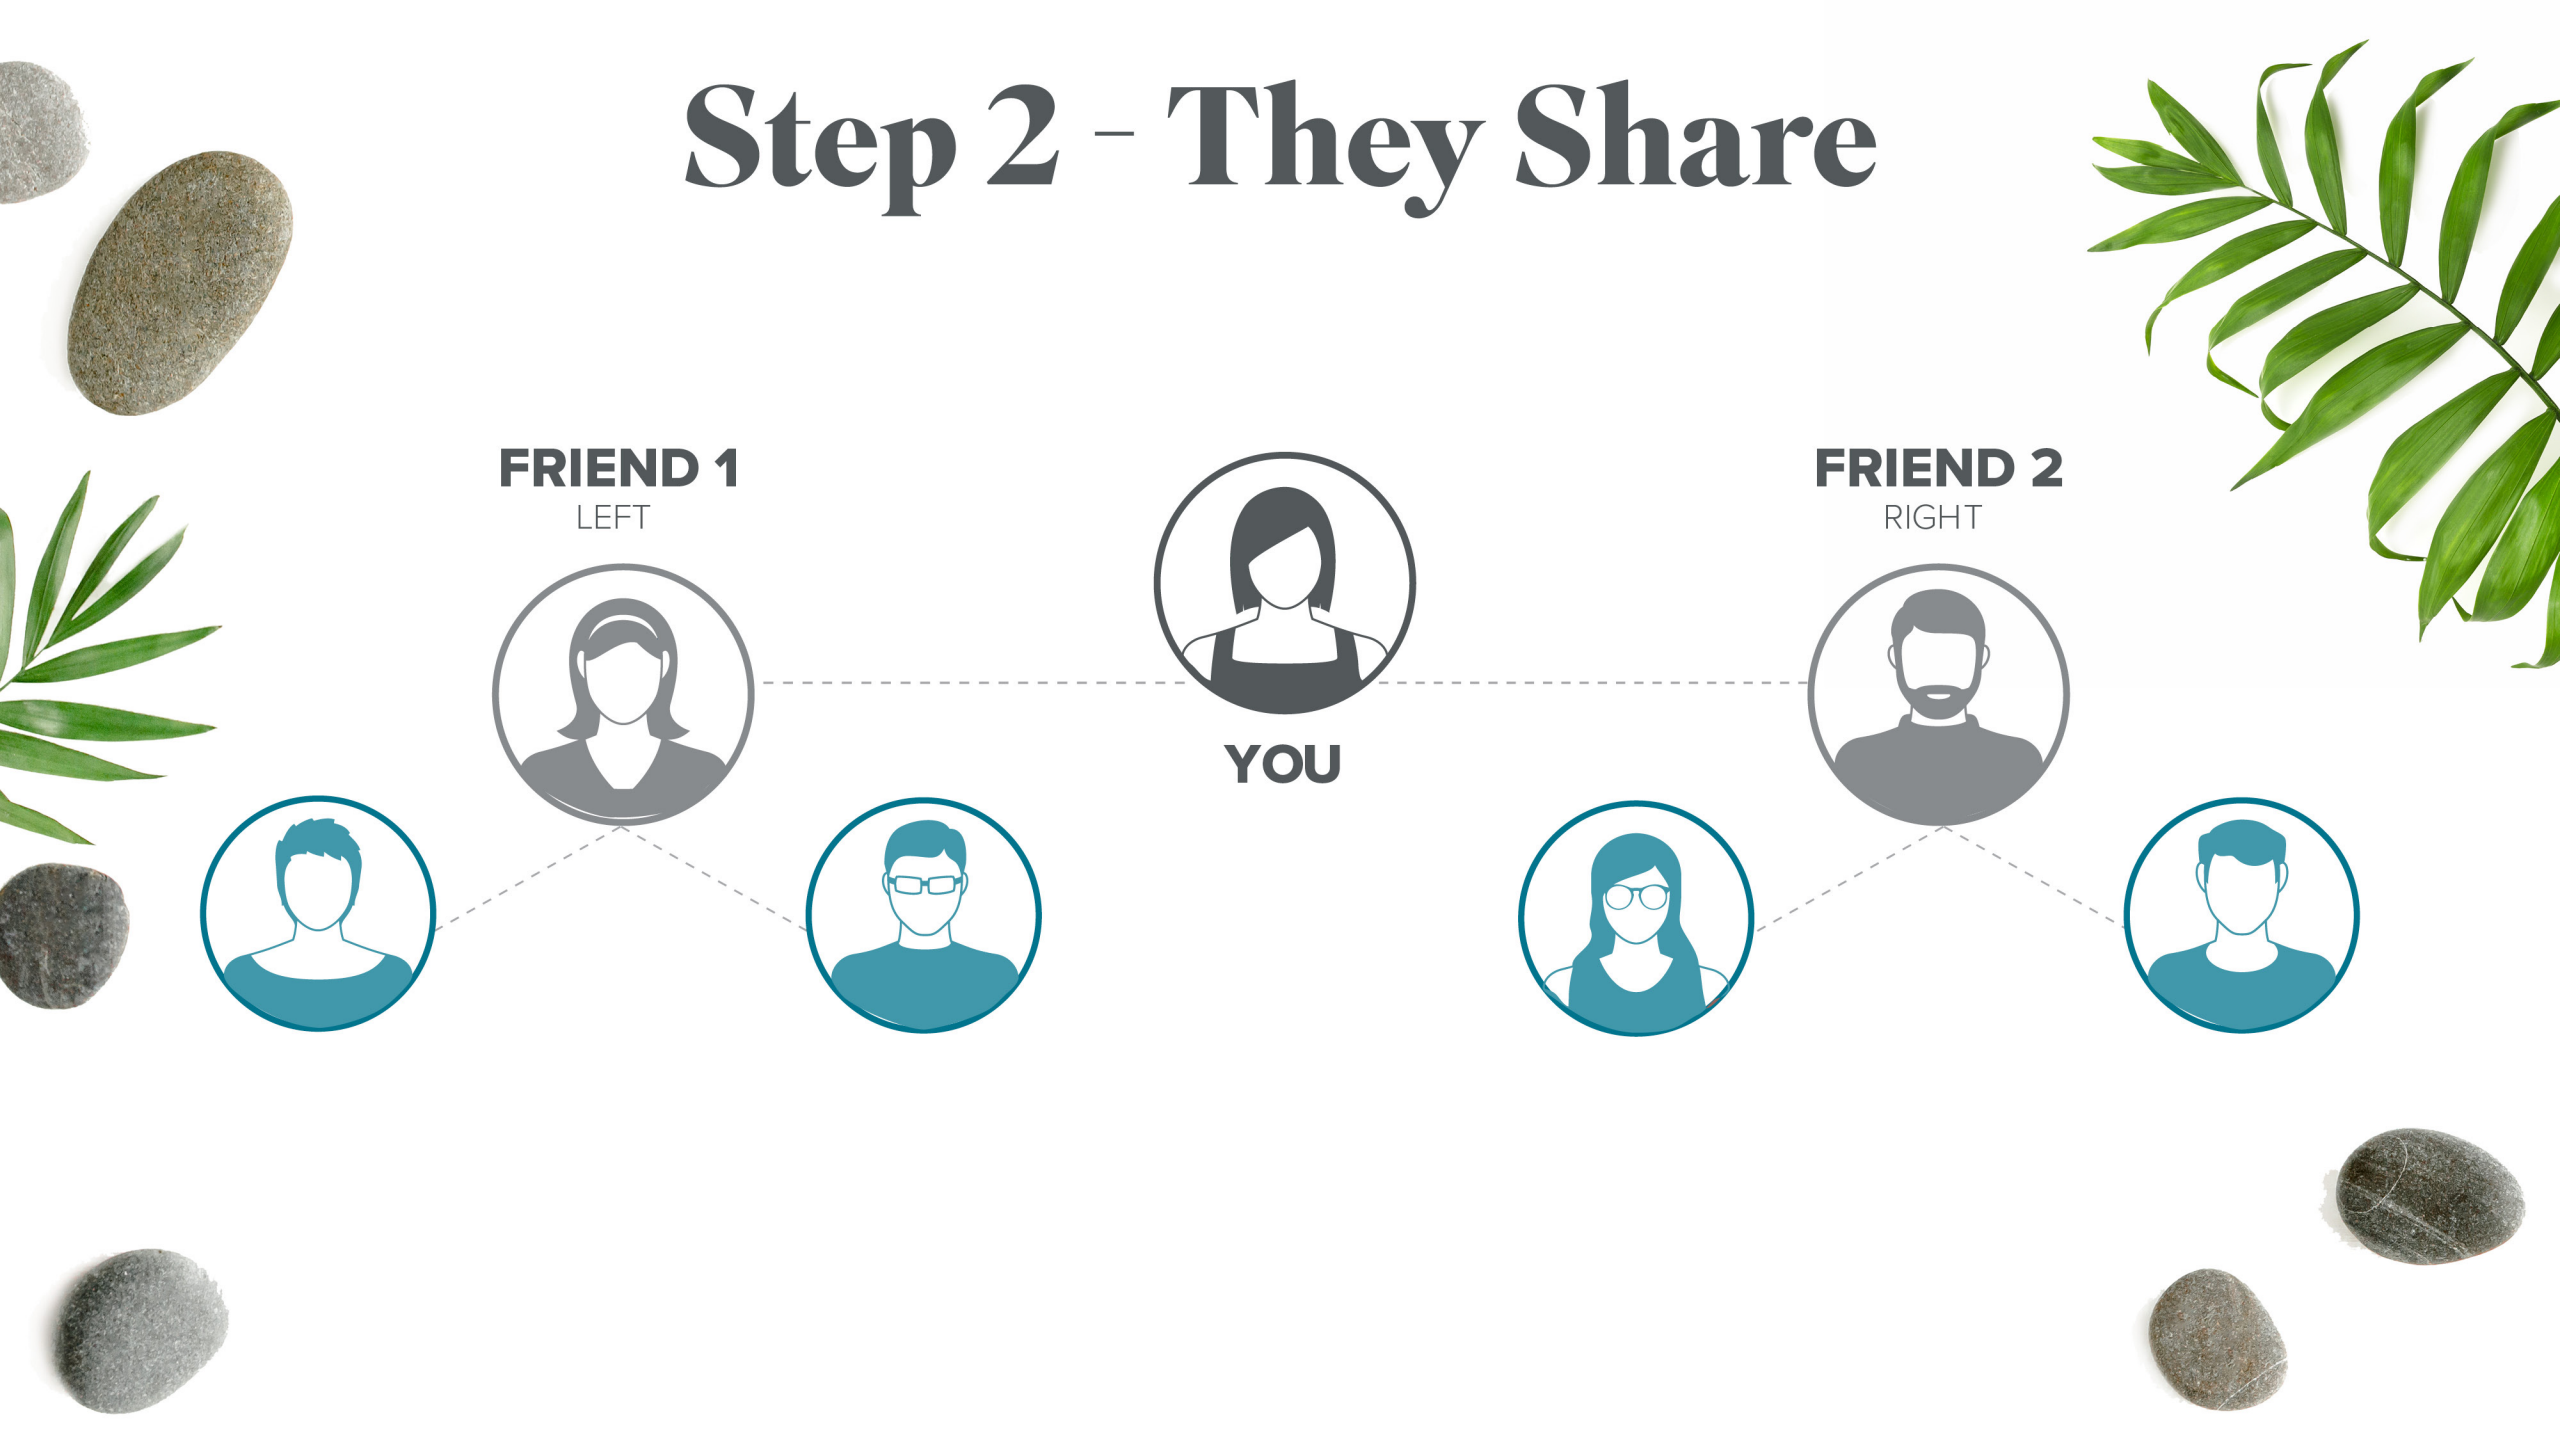 Step 2 – They Share
FRIEND 1
LEFT
FRIEND 2
RIGHT
YOU